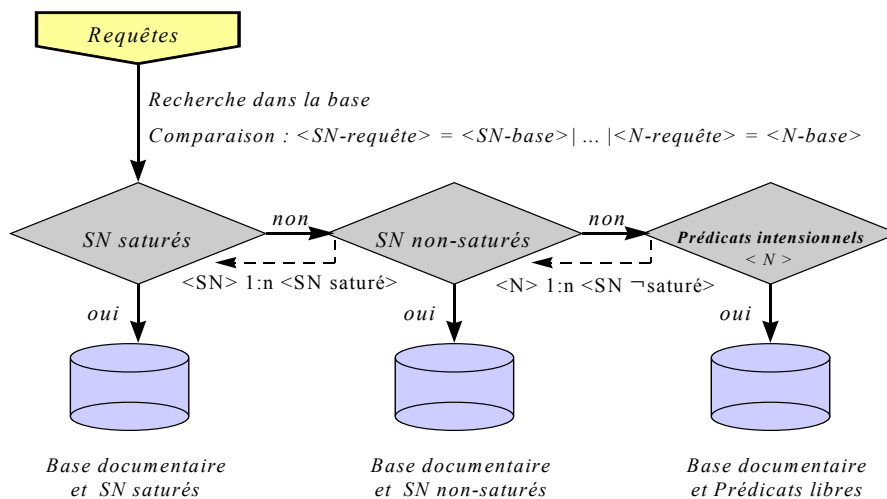 Requêtes
Recherche dans la base
Comparaison : <SN-requête> = <SN-base>| ... |<N-requête> = <N-base>
SN saturés
non
SN non-saturés
non
Prédicats intensionnels
< N >
<SN> 1:n <SN saturé>
<N> 1:n <SN ¬saturé>
oui
oui
oui
Base documentaire
et SN saturés
Base documentaire
et SN non-saturés
Base documentaire
et Prédicats libres